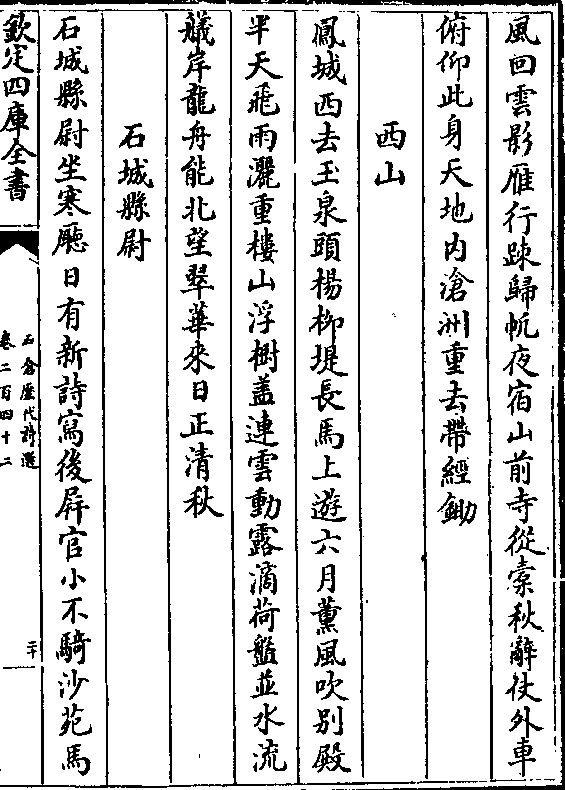 風回雲影雁行疎歸帆夜宿山前寺從槖秋辭仗外車
俯仰此身天地内滄洲重去帶經鋤
西山
鳳城西去玉泉頭楊柳堤長馬上遊六月薰風吹别殿
半天飛雨灑重樓山浮樹盖連雲動露滴荷盤並水流
艤岸龍舟能北望翠華來日正清秋
石城縣尉
石城縣尉坐寒廳日有新詩寫後屏官小不騎沙苑馬
欽定四庫全書
石倉歷代詩選
卷二百四十二
二十